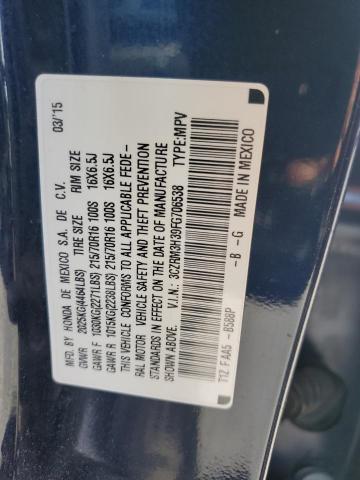 MFD. BY HONDA DE MEXICO S.A. DE C.V. 03/'15
GVWR 2025KG(4464LBS) TIRE SIZE RIM SIZE
GAWR F 1030KG(2271LBS) 215/70R16 100S 16X6.5J
GAWR R 1015KG(2238LBS) 215/70R16 100S 16X6.5J
THIS VEHICLE CONFORMS TO ALL APPLICABLE FEDE-
RAL MOTOR VEHICLE SAFETY AND THEFT PREVENTION
STANDARDS IN EFFECT ON THE DATE OF MANUFACTURE
SHOWN ABOVE. V.I.N.: 3CZRM3H39FG706538 TYPE:MPV
T1Z F AA5 -B588P -B -G MADE IN MEXICO